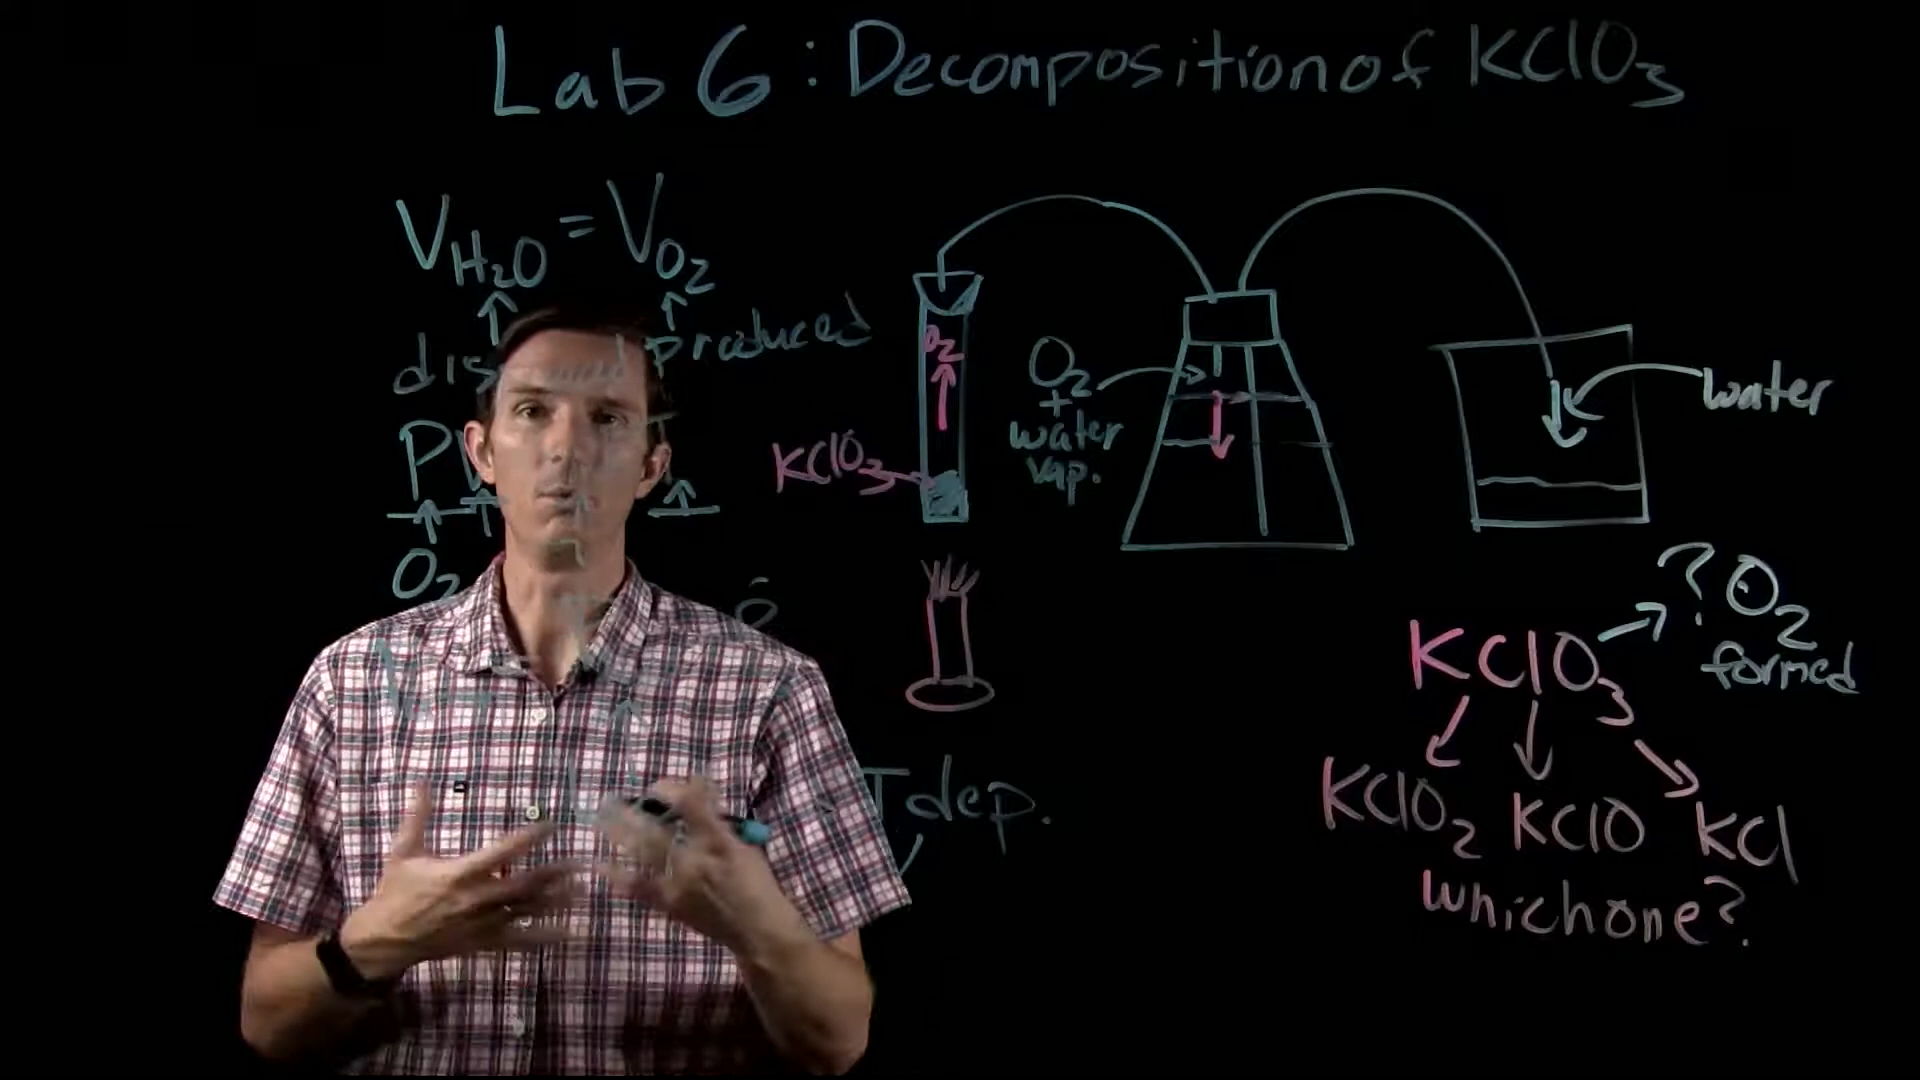 Lab 6: Decomposition of KClO3
VH2O = VO2
produced
P
O2
O2
O2
+
water
vap.
KClO3
water
KClO3
? O2
formed
T dep.
KClO2 KClO KCl
which one?